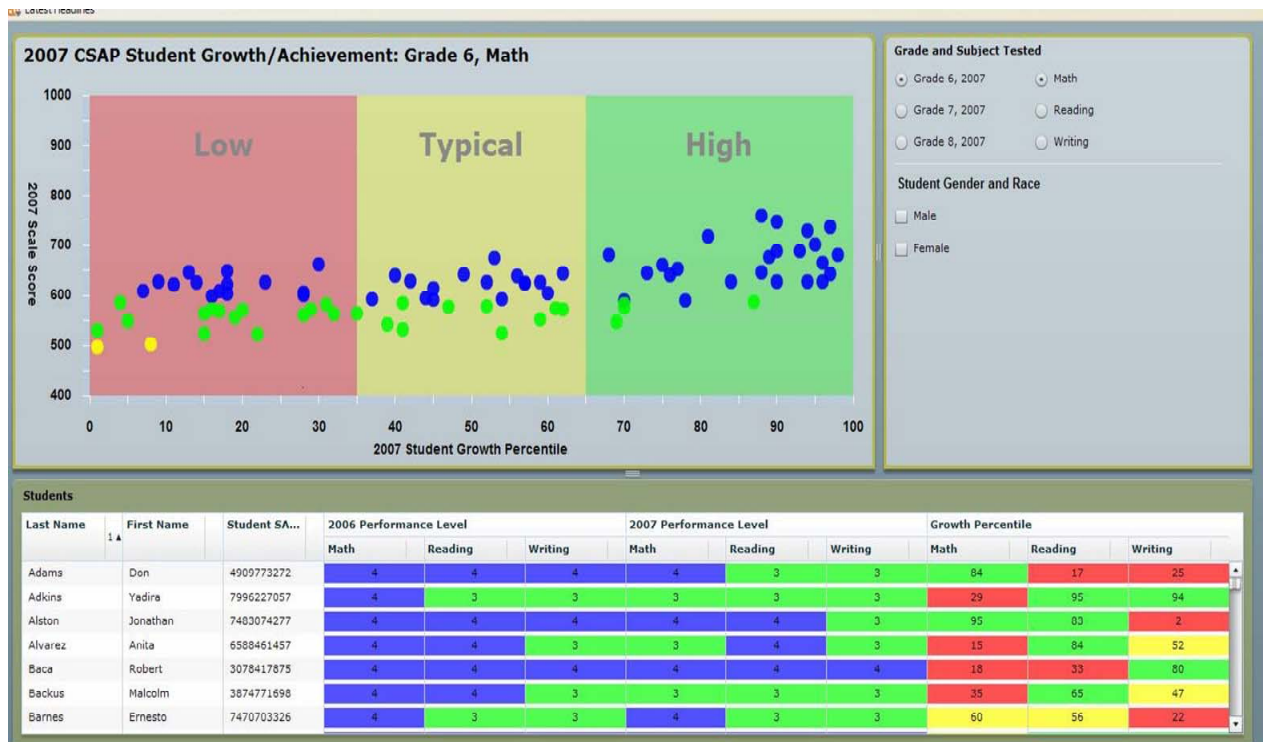 Latest Headlines
2007 CSAP Student Growth/Achievement: Grade 6, Math
1000
900
800
700
600
500
400
2007 Scale Score
Low
Typical
High
0 10 20 30 40 50 60 70 80 90 100
2007 Student Growth Percentile
Grade and Subject Tested
Grade 6, 2007 Math
Grade 7, 2007 Reading
Grade 8, 2007 Writing
Student Gender and Race
Male
Female
Students
Last Name First Name Student SA... 2006 Performance Level 2007 Performance Level Growth Percentile
1
Math Reading Writing Math Reading Writing Math Reading Writing
Adams Don 4909773272 4 4 4 4 3 3 84 17 25
Adkins Yadira 7996227057 4 3 3 3 3 3 29 95 94
Alston Jonathan 7483074277 4 4 4 4 4 3 95 83 2
Alvarez Anita 6588461457 4 4 3 3 4 3 15 84 52
Baca Robert 3078417875 4 4 4 4 4 4 18 33 80
Backus Malcolm 3874771698 4 4 3 3 3 3 35 65 47
Barnes Ernesto 7470703326 4 3 3 4 3 3 60 56 22